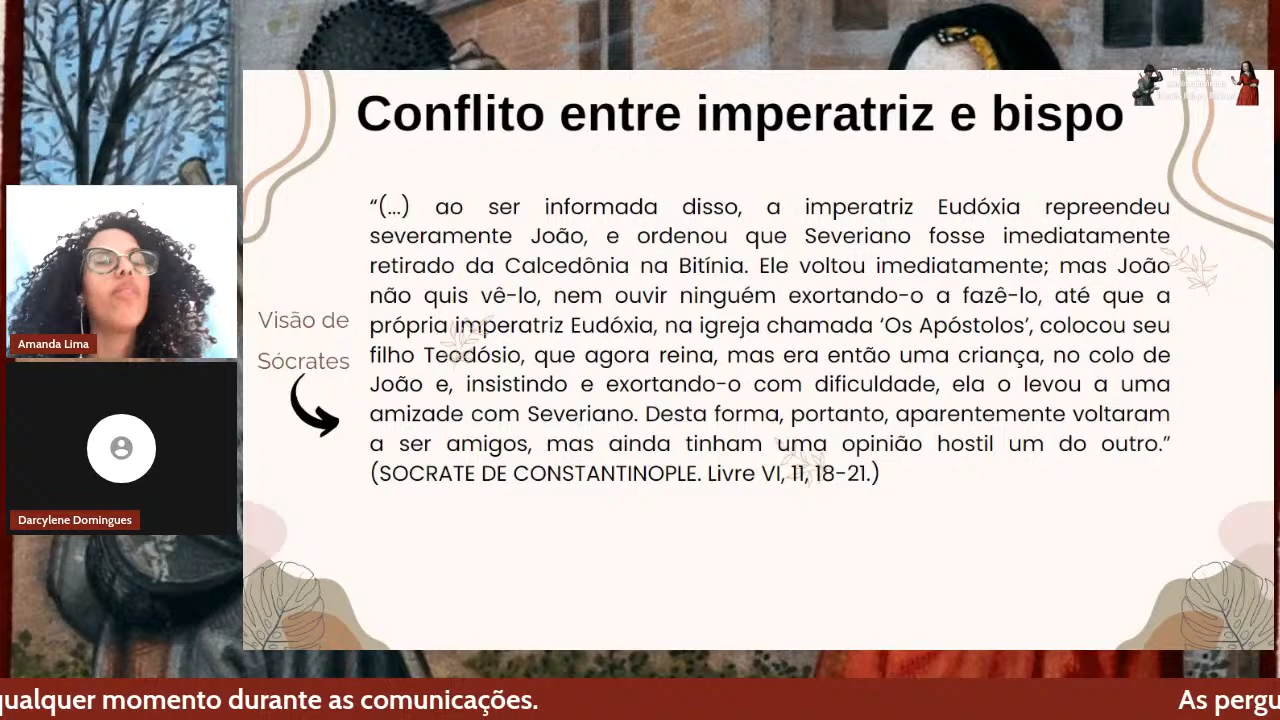 Conflito entre imperatriz e bispo
“(...) ao ser informada disso, a imperatriz Eudóxia repreendeu
severamente João, e ordenou que Severiano fosse imediatamente
retirado da Calcedônia na Bitínia. Ele voltou imediatamente; mas João
não quis vê-lo, nem ouvir ninguém exortando-o a fazê-lo, até que a
própria imperatriz Eudóxia, na igreja chamada ‘Os Apóstolos’, colocou seu
filho Teodósio, que agora reina, mas era então uma criança, no colo de
João e, insistindo e exortando-o com dificuldade, ela o levou a uma
amizade com Severiano. Desta forma, portanto, aparentemente voltaram
a ser amigos, mas ainda tinham uma opinião hostil um do outro.”
(SOCRATE DE CONSTANTINOPLE. Livre VI, 11, 18-21.)
Visão de
Sócrates
Amanda Lima
Darcylene Domingues
qualquer momento durante as comunicações.
As pergu